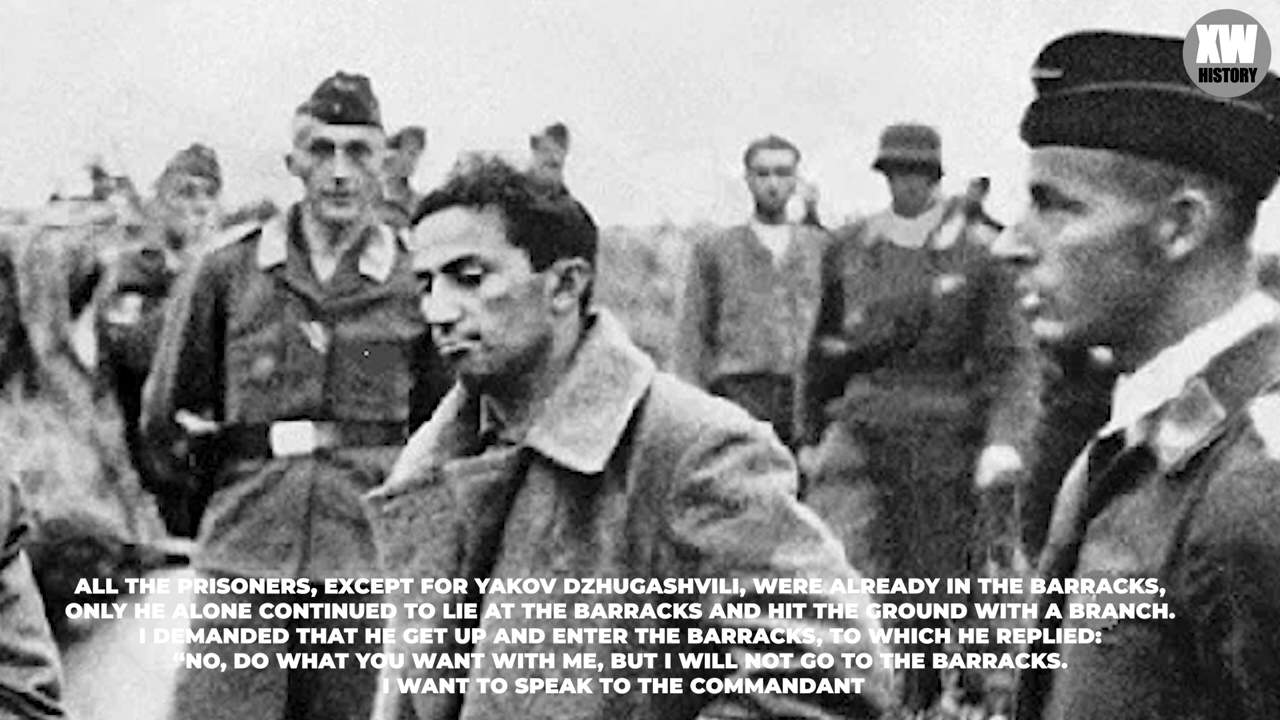 XW
HISTORY
ALL THE PRISONERS, EXCEPT FOR YAKOV DZHUGASHVILI, WERE ALREADY IN THE BARRACKS,
ONLY HE ALONE CONTINUED TO LIE AT THE BARRACKS AND HIT THE GROUND WITH A BRANCH.
I DEMANDED THAT HE GET UP AND ENTER THE BARRACKS, TO WHICH HE REPLIED:
“NO, DO WHAT YOU WANT WITH ME, BUT I WILL NOT GO TO THE BARRACKS.
I WANT TO SPEAK TO THE COMMANDANT